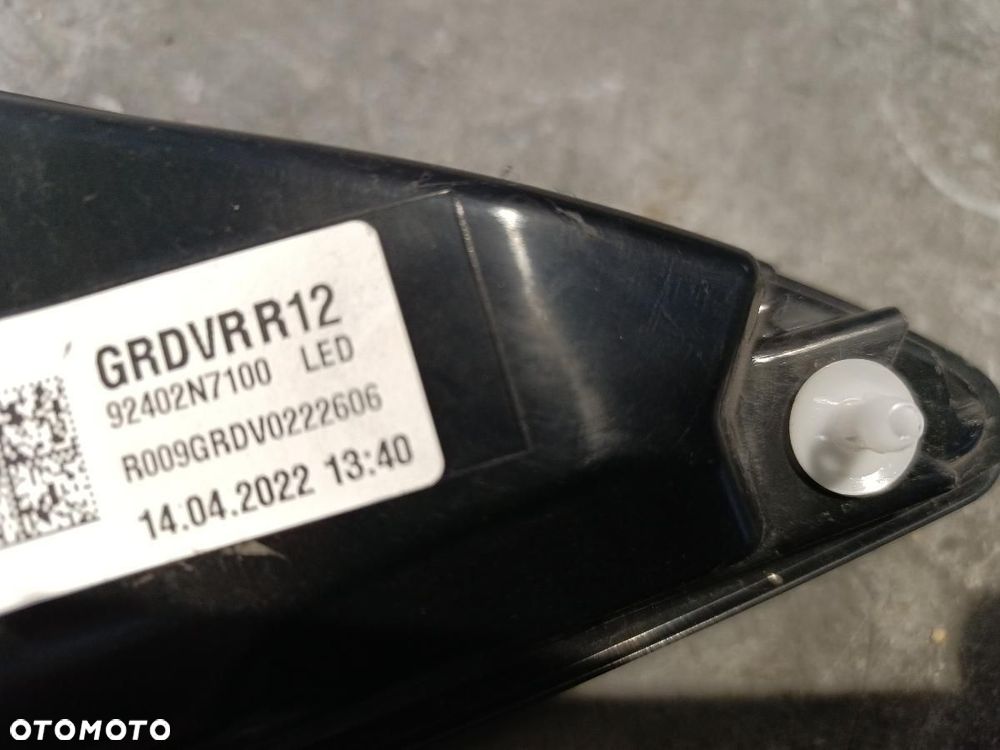 GRDVR R12
92402N7100 LED
R009GRDV0222606
14.04.2022 13:40
OTOMOTO